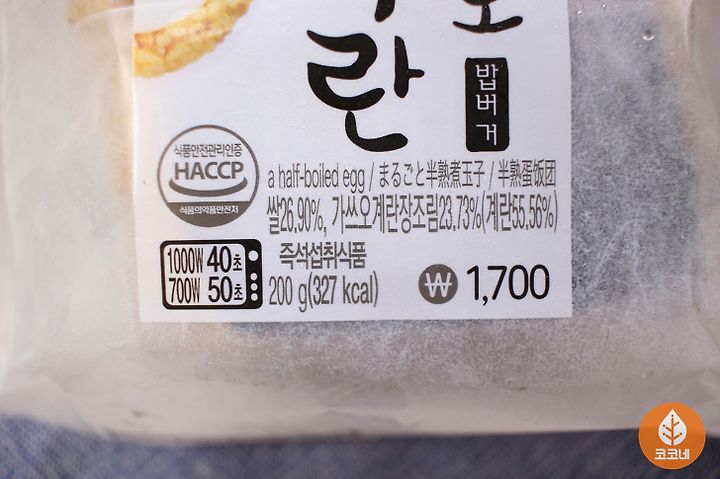 란
밥버거
식품안전관리인증
HACCP
식품의약품안전처
a half-boiled egg / まるごと半熟煮玉子 / 半熟蛋饭团
쌀26.90%, 가쓰오계란장조림23.73%(계란55.56%)
즉석섭취식품
1000W 40초
700W 50초
200 g(327 kcal)
₩ 1,700
코코네